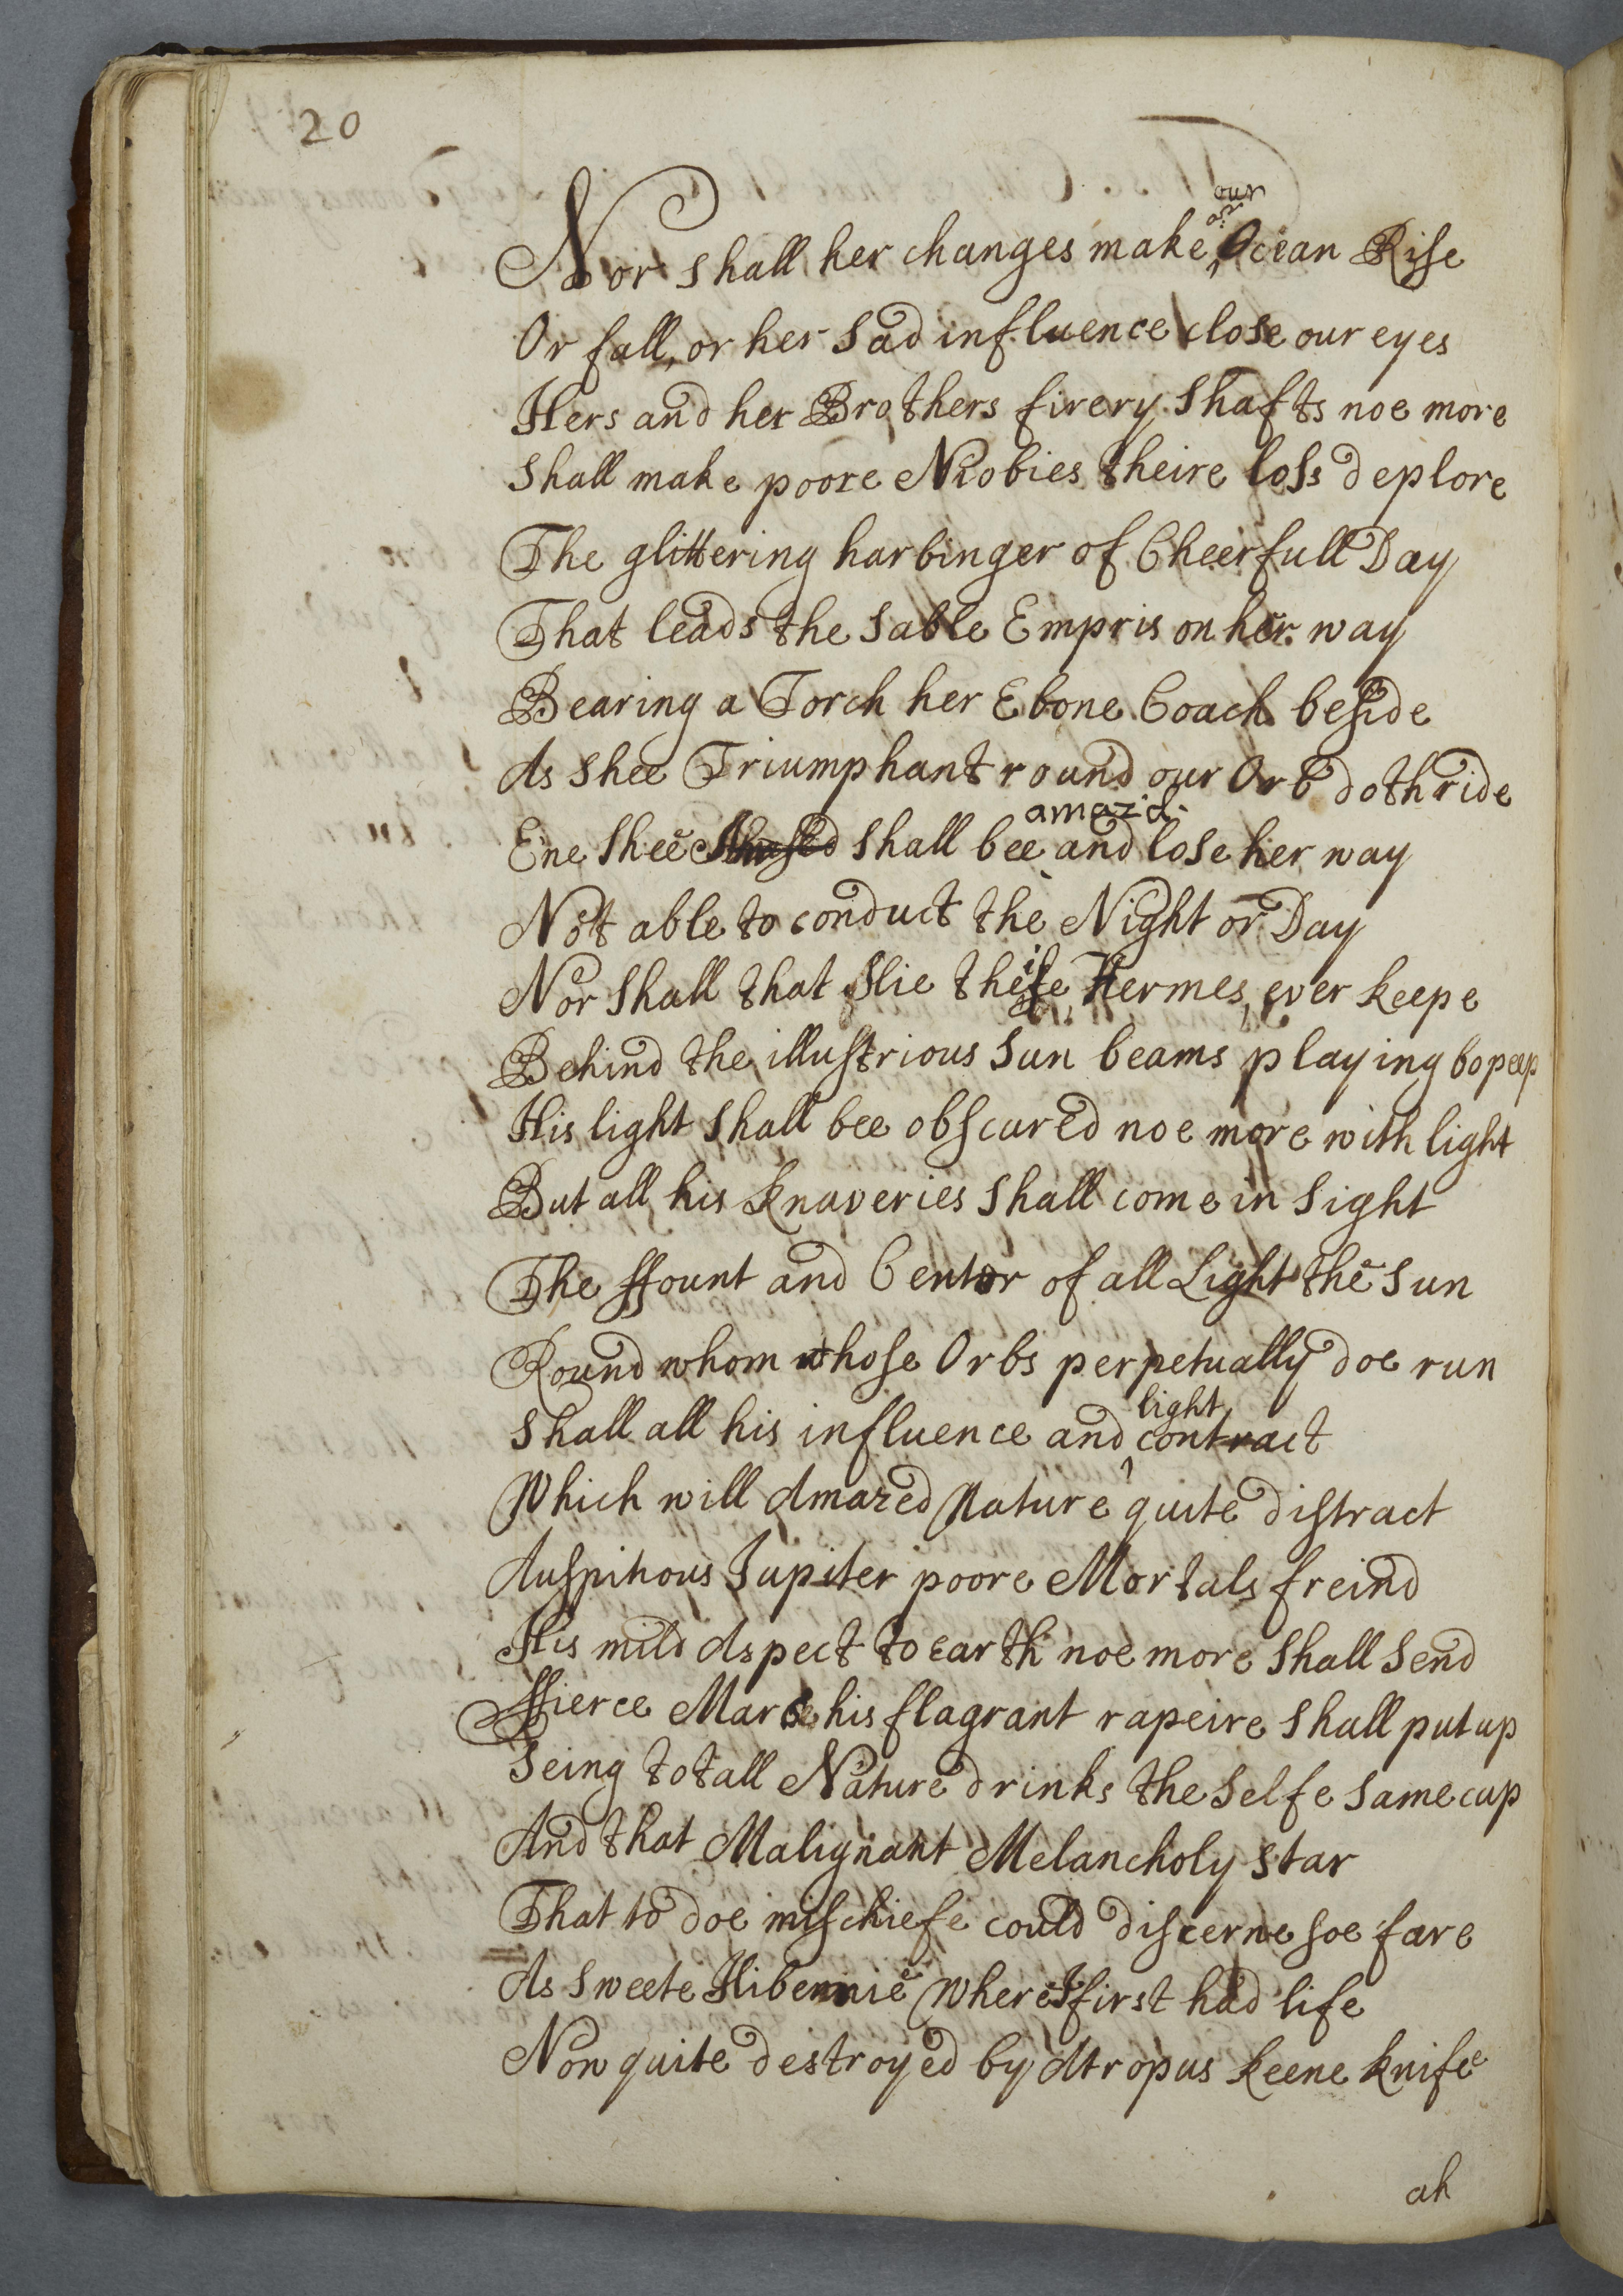 20
Nor shall her changes make our Ocean Rise
Or fall, or her sad influence close our eyes
Hers and her Brothers firery shafts noe more
Shall make poore Niobies theire loss deplore
The glittering harbinger of Cheerfull Day
That leads the sable Empris on her way
Bearing a Torch her Ebone Coach beside
As shee Triumphant round our Orb doth ride
Ene shee shall bee amazd and lose her way
Not able to conduct the Night or Day
Nor shall that slie theife Hermes, ever keepe
Behind the illustrious Sun beams playing bopeep
His light shall bee obscured noe more with light
But all his knaveries shall come in sight
The ffount and Center of all Light the Sun
Round whom those Orbs perpetually doe run
Shall all his influence and light contract
Which will Amazed Nature quite distract
Auspitious Jupiter poore Mortals freind
His mild Aspect to earth noe more shall send
ffierce Marse his flagrant rapeire shall put up
Seing totall Nature drinks the selfe same cup
And that Malignant Melancholy Star
That to doe mischiefe could discerne soe fare
As sweete Hibernie where I first had life
Now quite destroyed by Atropus keene knife
ah